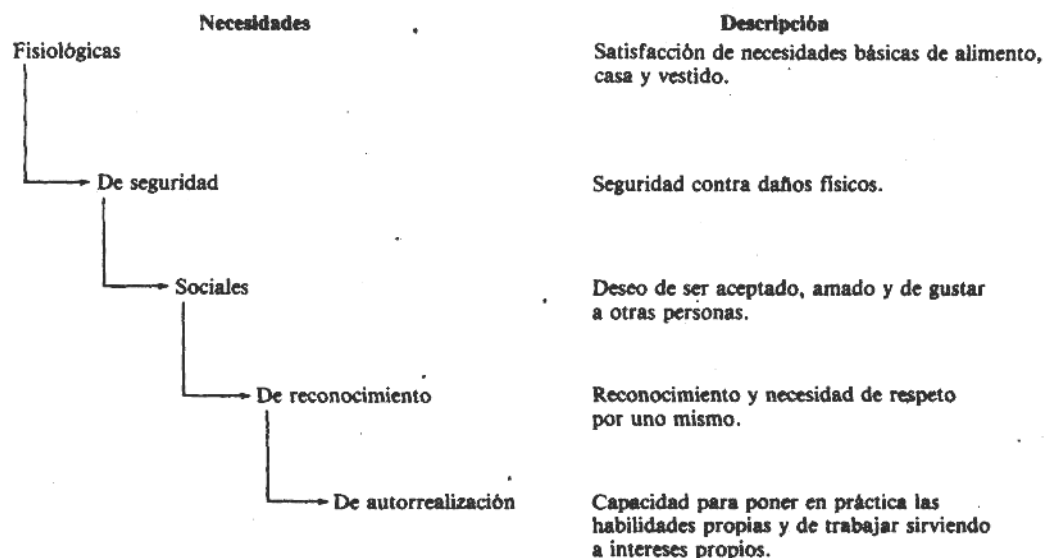 Necesidades
Descripción
Fisiológicas
Satisfacción de necesidades básicas de alimento,
casa y vestido.
De seguridad
Seguridad contra daños físicos.
Sociales
Deseo de ser aceptado, amado y de gustar
a otras personas.
De reconocimiento
Reconocimiento y necesidad de respeto
por uno mismo.
De autorrealización
Capacidad para poner en práctica las
habilidades propias y de trabajar sirviendo
a intereses propios.